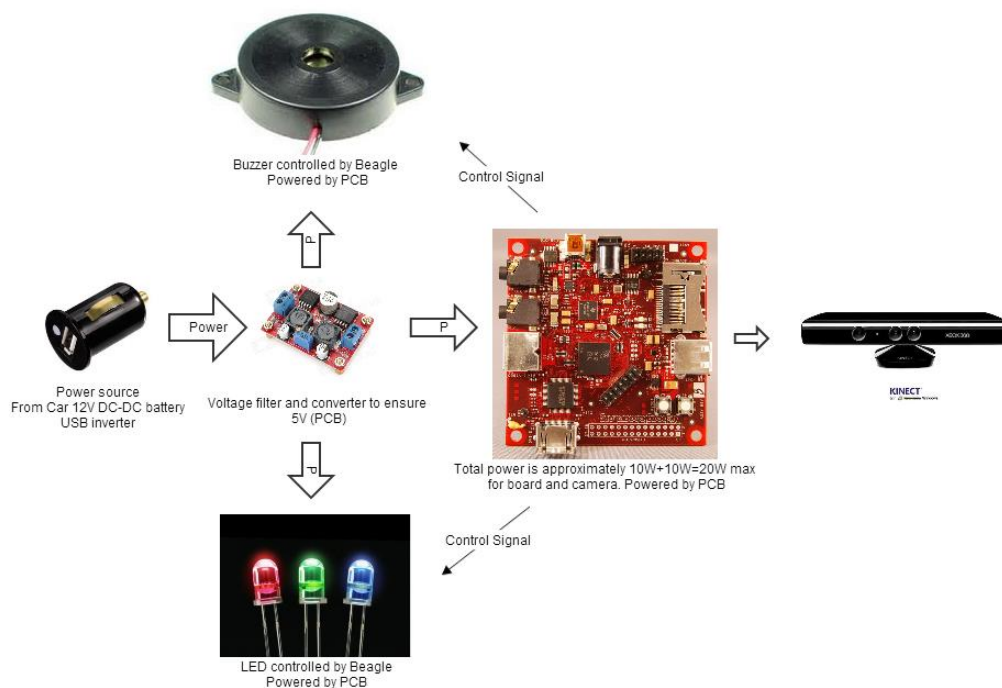 Buzzer controlled by Beagle
Powered by PCB
Control Signal
P
Power
P
XBOX 360
Power source
From Car 12V DC-DC battery
USB inverter
Voltage filter and converter to ensure
5V (PCB)
KINECT
P
Total power is approximately 10W+10W=20W max
for board and camera. Powered by PCB
Control Signal
LED controlled by Beagle
Powered by PCB